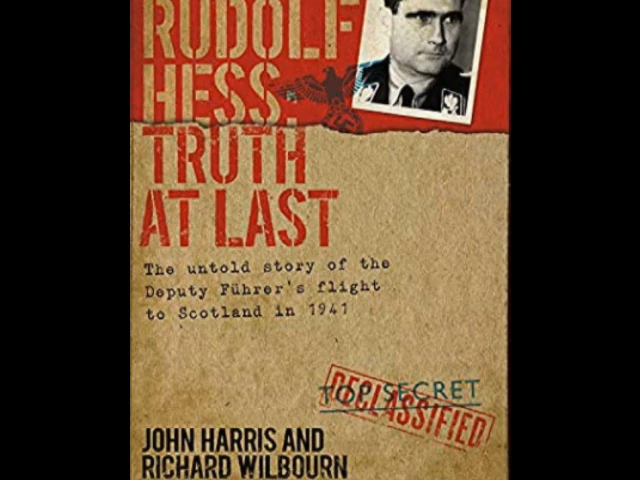 RUDOLF
HESS:
TRUTH
AT LAST
The untold story of the
Deputy Führer's flight
to Scotland in 1941
TOP SECRET
DECLASSIFIED
JOHN HARRIS AND
RICHARD WILBOURN